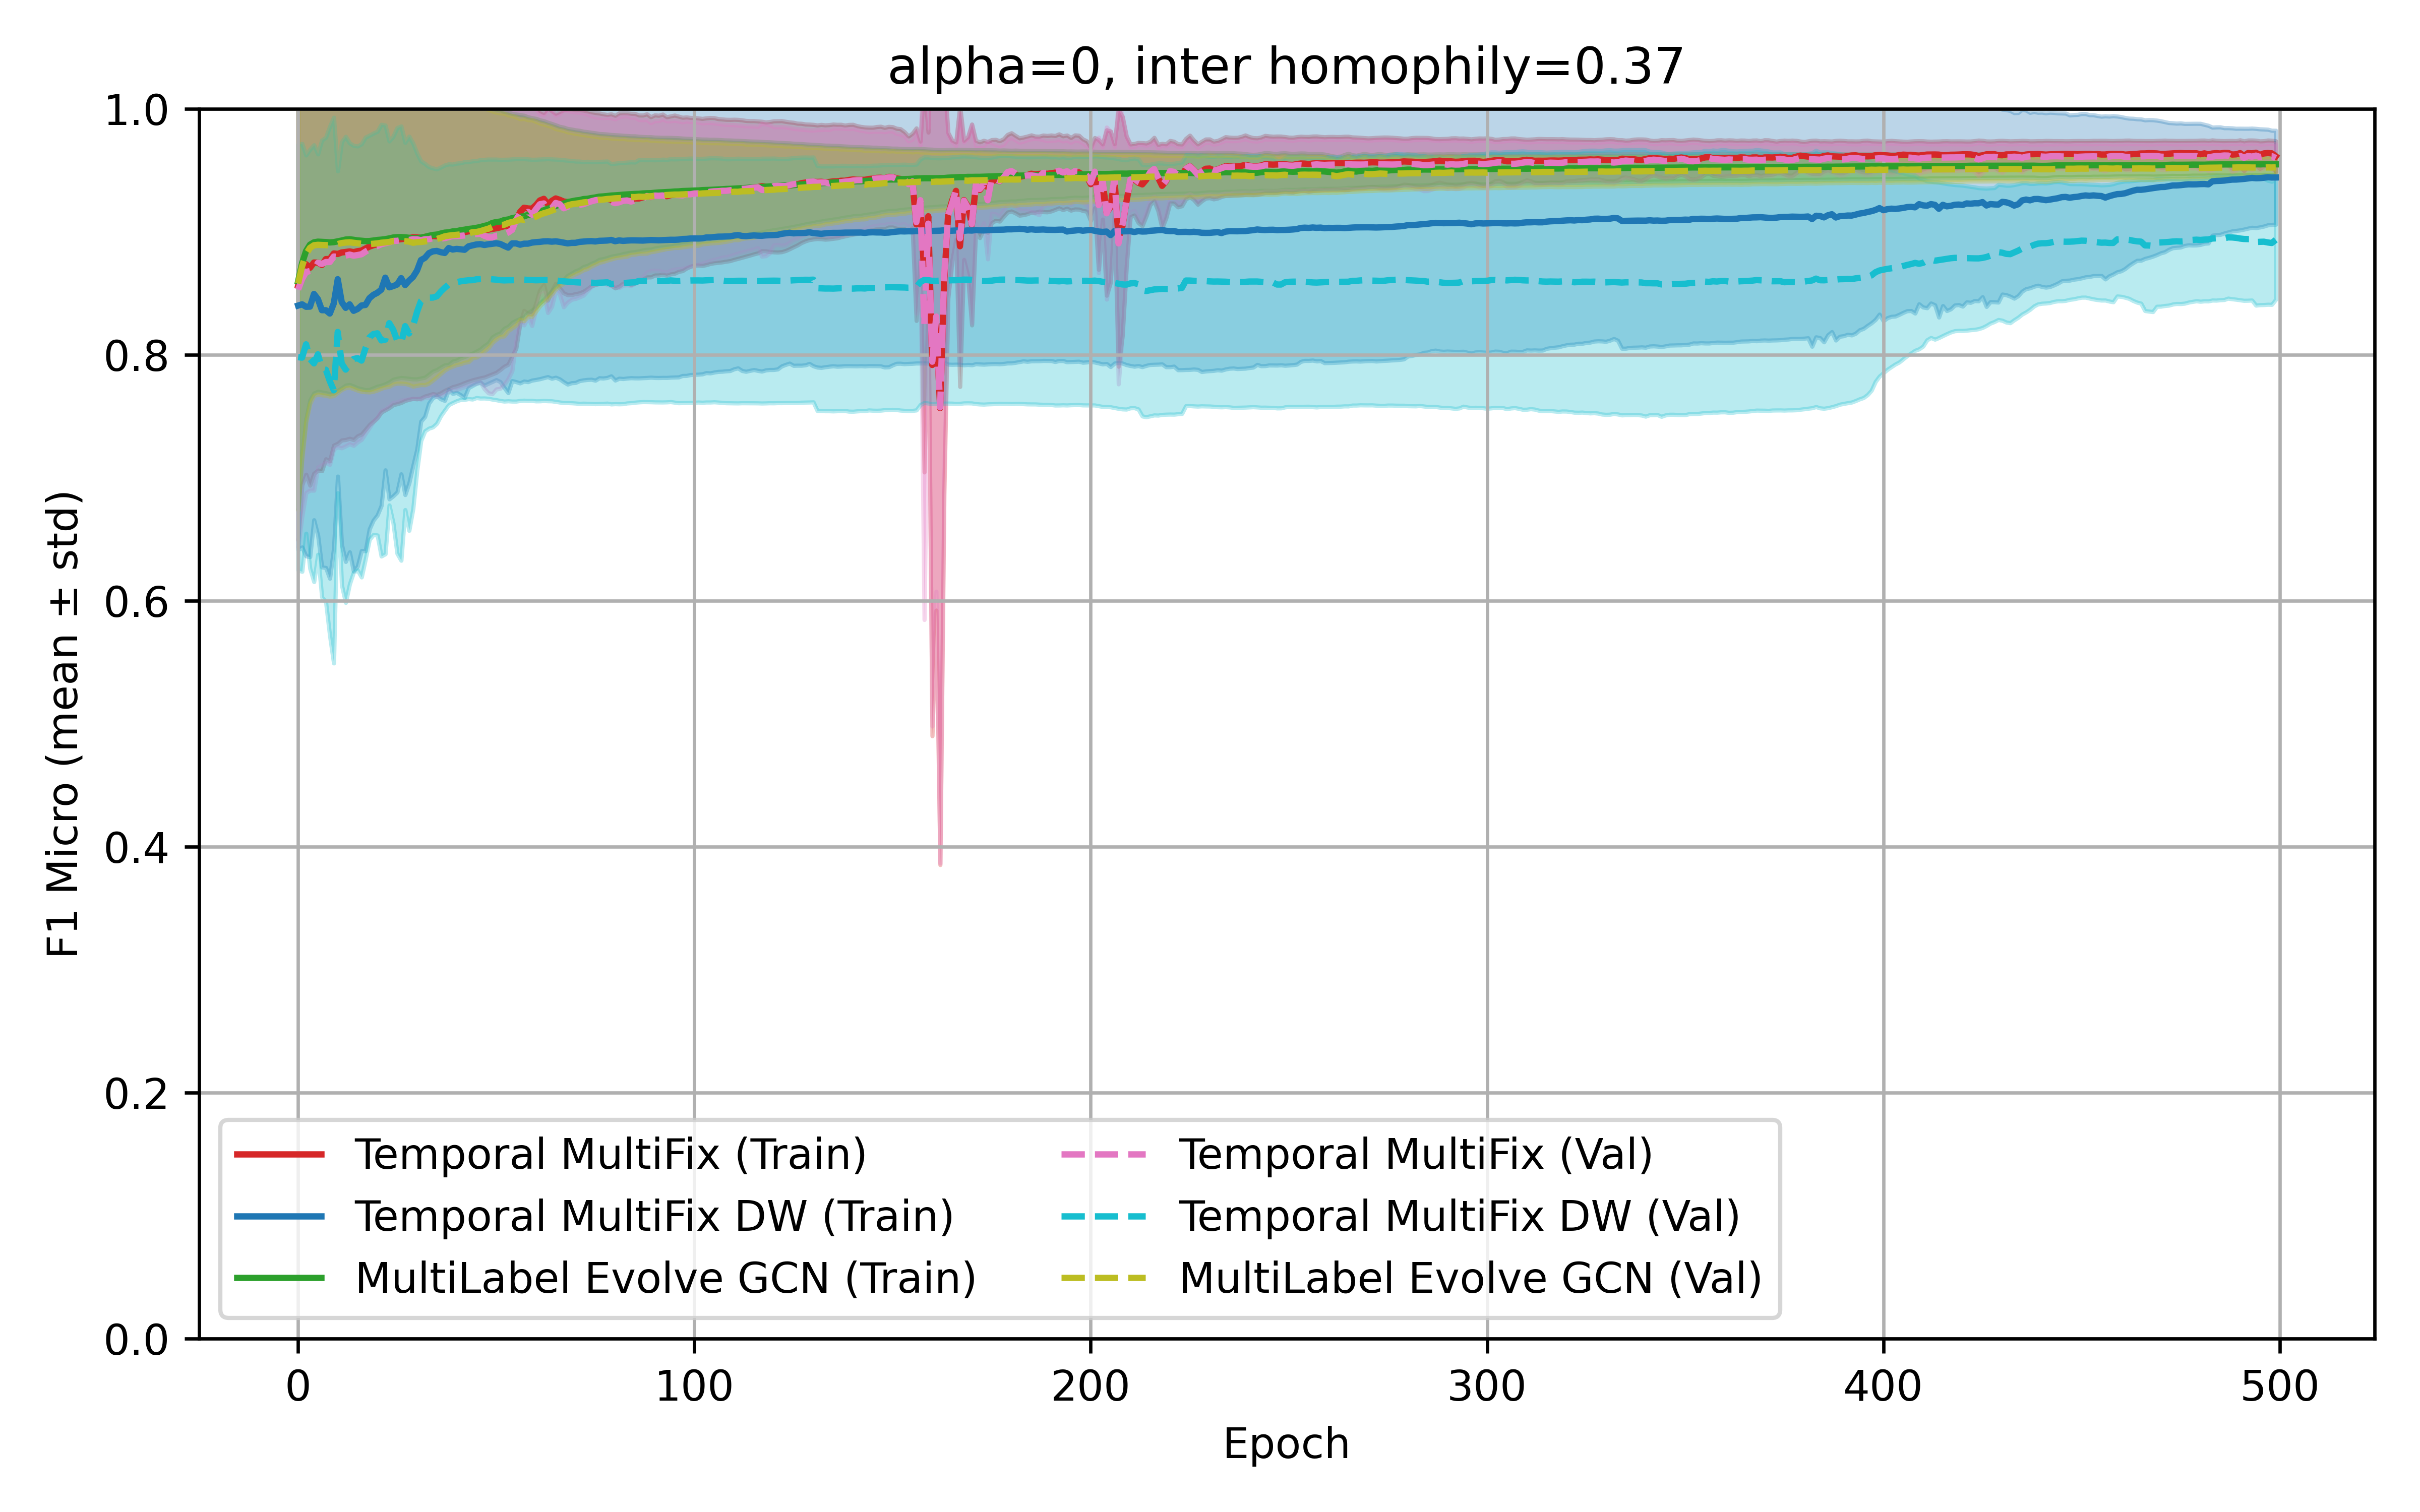 alpha=0, inter homophily=0.37
F1 Micro (mean ± std)
1.0
0.8
0.6
0.4
0.2
0.0
Temporal MultiFix (Train)
Temporal MultiFix DW (Train)
MultiLabel Evolve GCN (Train)
Temporal MultiFix (Val)
Temporal MultiFix DW (Val)
MultiLabel Evolve GCN (Val)
0 100 200 300 400 500
Epoch